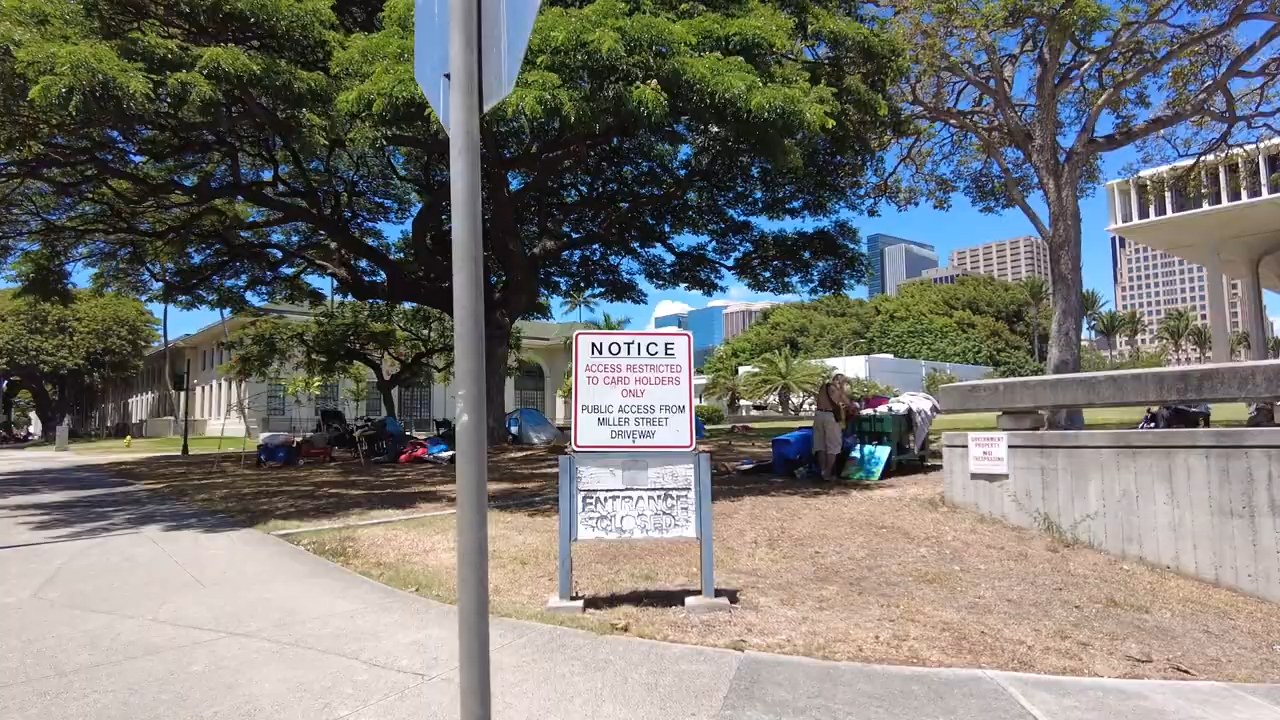 NOTICE
ACCESS RESTRICTED
TO CARD HOLDERS
ONLY
PUBLIC ACCESS FROM
MILLER STREET
DRIVEWAY
ENTRANCE
CLOSED
GOVERNMENT
PROPERTY
NO
TRESPASSING